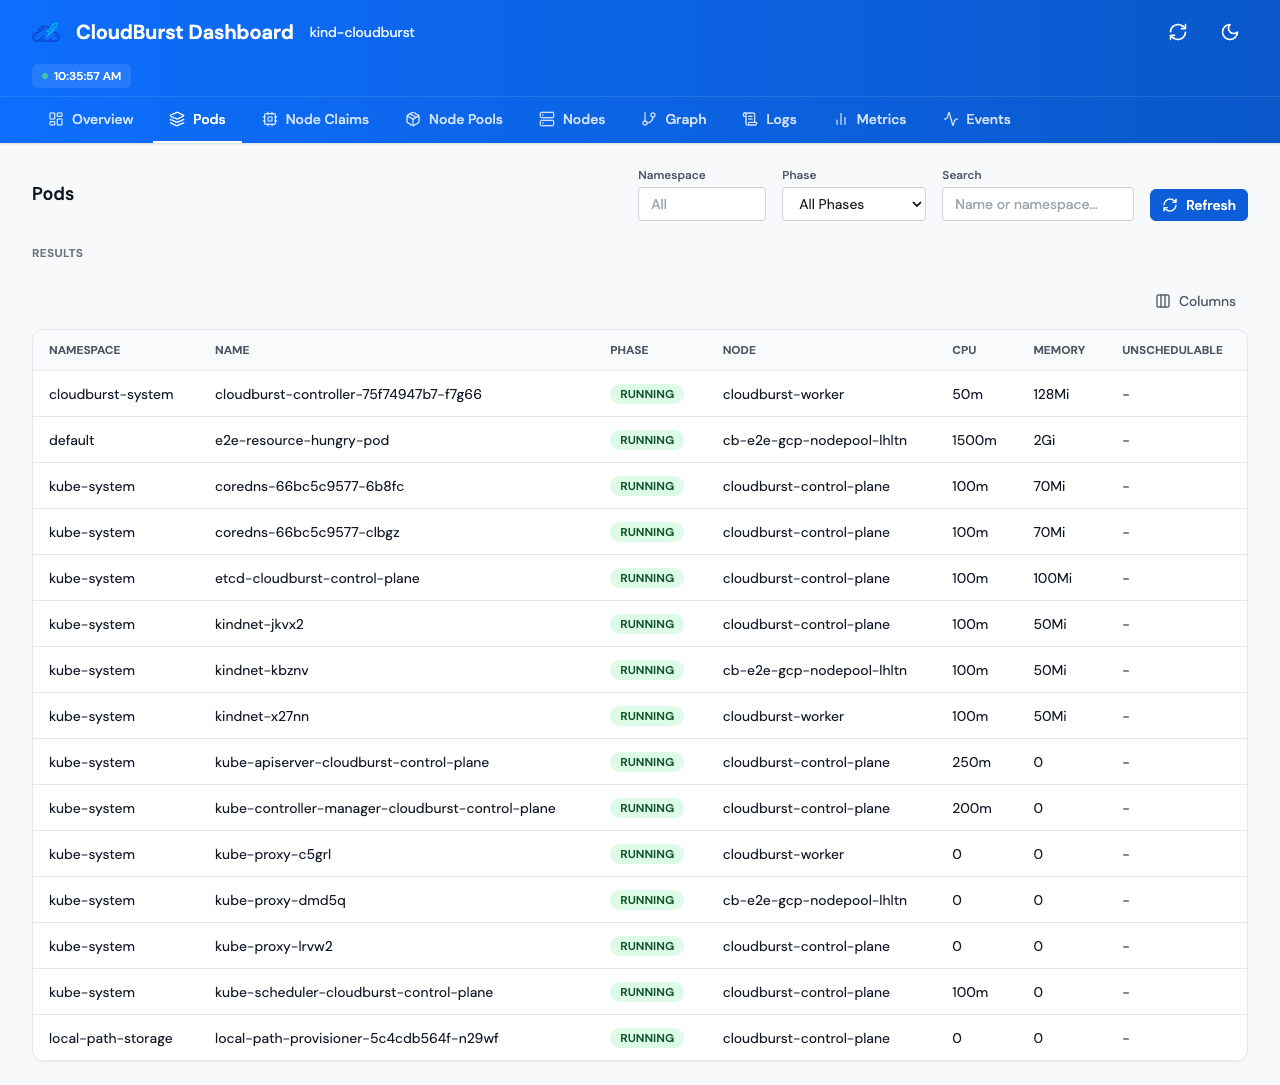 CloudBurst Dashboard kind-cloudburst
10:35:57 AM
Overview Pods Node Claims Node Pools Nodes Graph Logs Metrics Events
Pods
Namespace Phase Search
All All Phases Name or namespace... Refresh
RESULTS
Columns
NAMESPACE NAME PHASE NODE CPU MEMORY UNSCHEDULABLE
cloudburst-system cloudburst-controller-75f74947b7-f7g66 RUNNING cloudburst-worker 50m 128Mi -
default e2e-resource-hungry-pod RUNNING cb-e2e-gcp-nodepool-lhltn 1500m 2Gi -
kube-system coredns-66bc5c9577-6b8fc RUNNING cloudburst-control-plane 100m 70Mi -
kube-system coredns-66bc5c9577-clbgz RUNNING cloudburst-control-plane 100m 70Mi -
kube-system etcd-cloudburst-control-plane RUNNING cloudburst-control-plane 100m 100Mi -
kube-system kindnet-jkvx2 RUNNING cloudburst-control-plane 100m 50Mi -
kube-system kindnet-kbznv RUNNING cb-e2e-gcp-nodepool-lhltn 100m 50Mi -
kube-system kindnet-x27nn RUNNING cloudburst-worker 100m 50Mi -
kube-system kube-apiserver-cloudburst-control-plane RUNNING cloudburst-control-plane 250m 0 -
kube-system kube-controller-manager-cloudburst-control-plane RUNNING cloudburst-control-plane 200m 0 -
kube-system kube-proxy-c5grl RUNNING cloudburst-worker 0 0 -
kube-system kube-proxy-dmd5q RUNNING cb-e2e-gcp-nodepool-lhltn 0 0 -
kube-system kube-proxy-lrvw2 RUNNING cloudburst-control-plane 0 0 -
kube-system kube-scheduler-cloudburst-control-plane RUNNING cloudburst-control-plane 100m 0 -
local-path-storage local-path-provisioner-5c4cdb564f-n29wf RUNNING cloudburst-control-plane 0 0 -